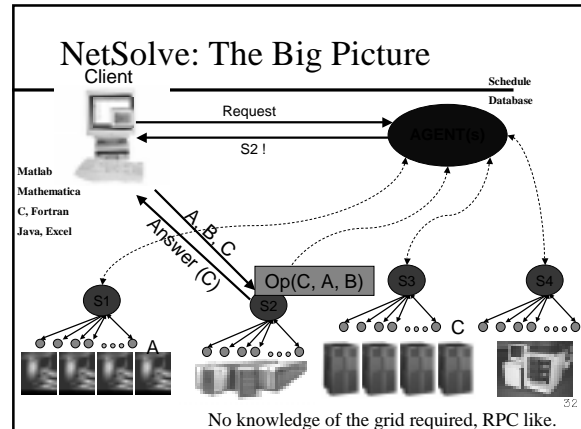 NetSolve: The Big Picture
Client
Schedule
Database
Request
AGENT(s)
S2 !
Matlab
Mathematica
C, Fortran
Java, Excel
A, B, C
Answer (C)
Op(C, A, B)
S1
S2
S3
S4
A
C
32
No knowledge of the grid required, RPC like.